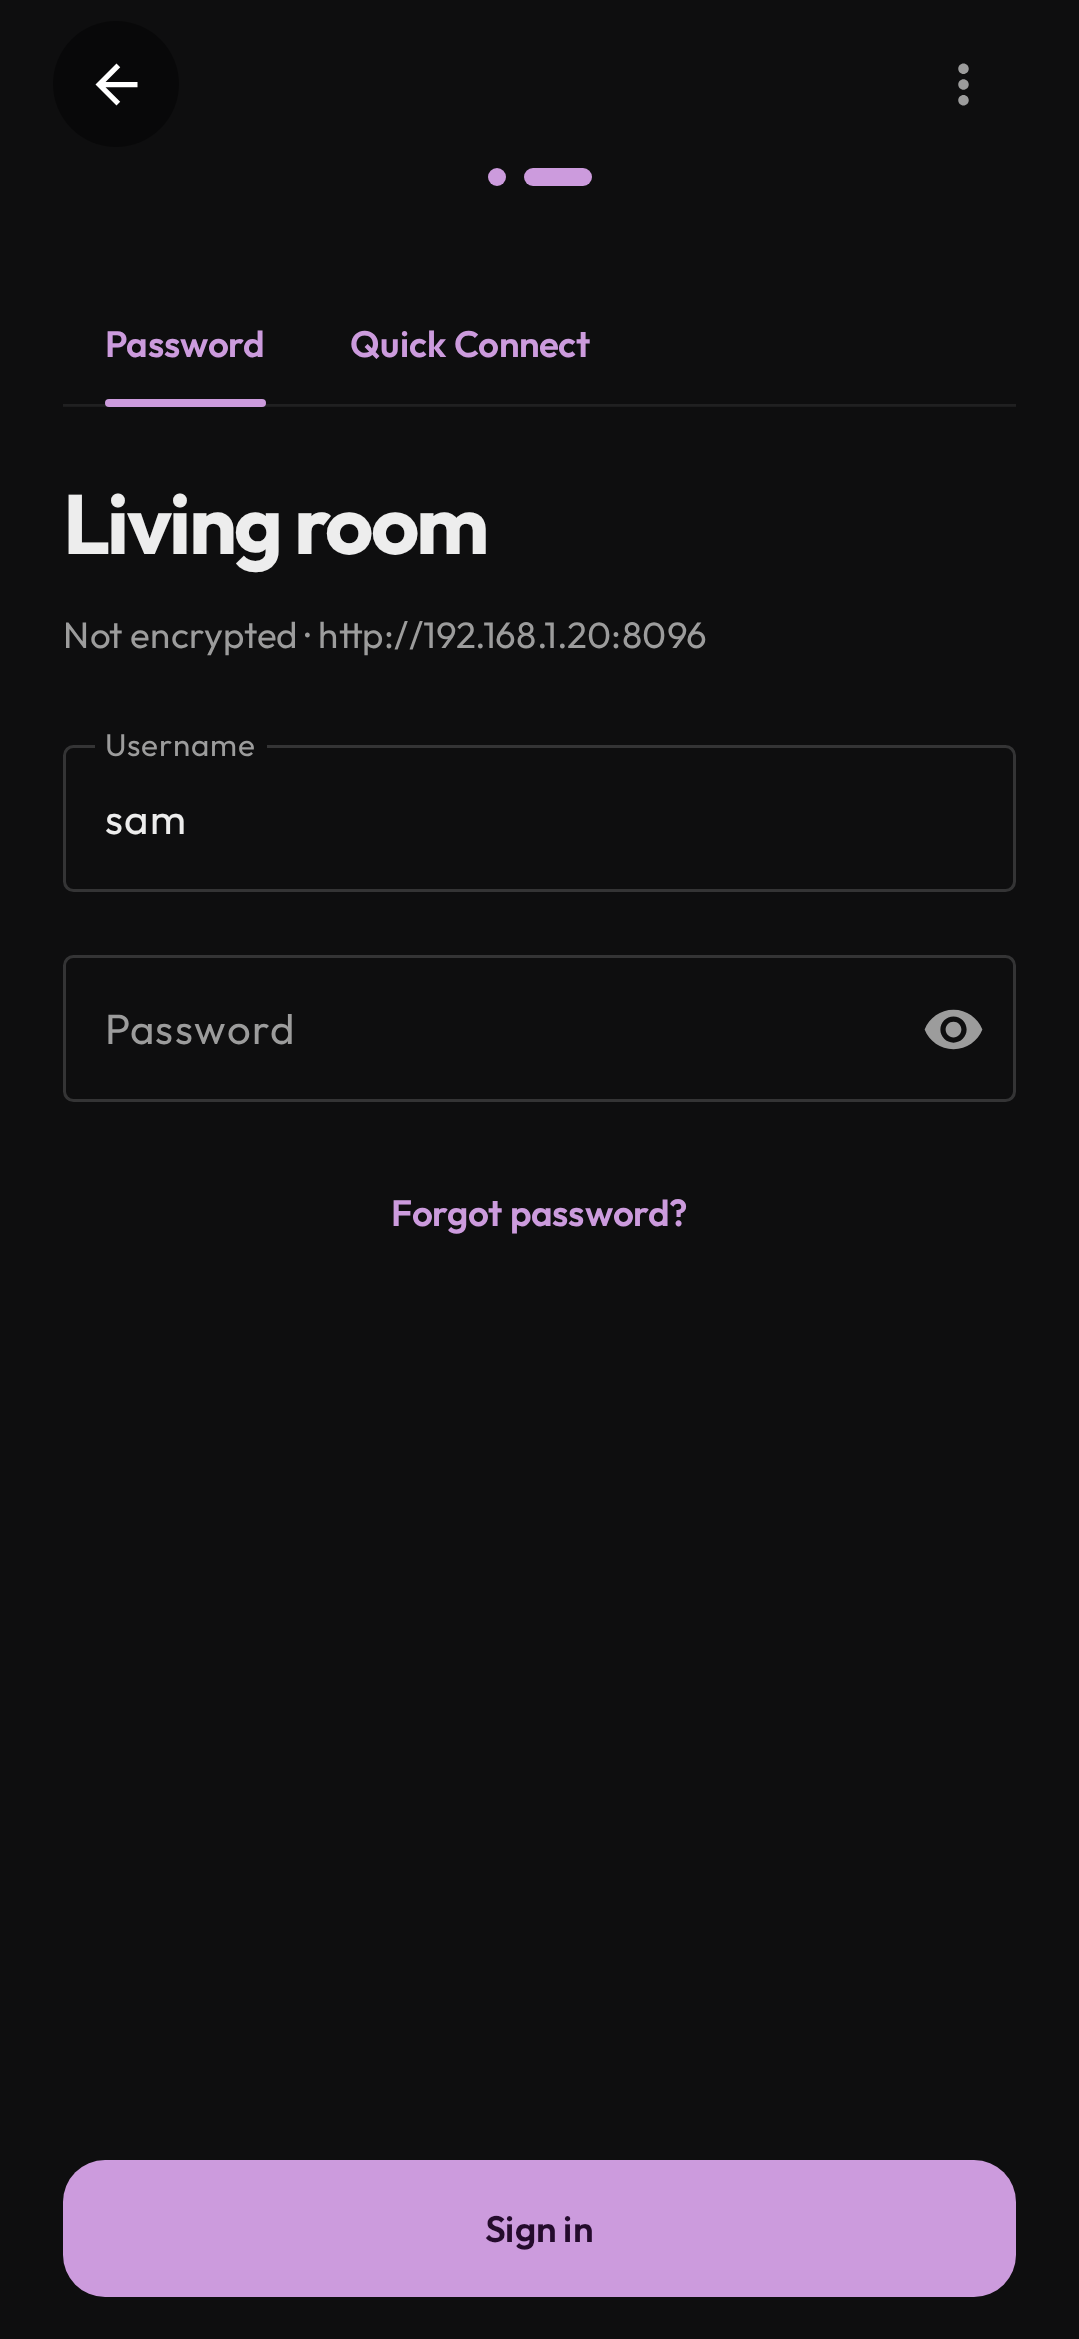 Password
Quick Connect
Living room
Not encrypted · http://192.168.1.20:8096
Username
sam
Password
Forgot password?
Sign in